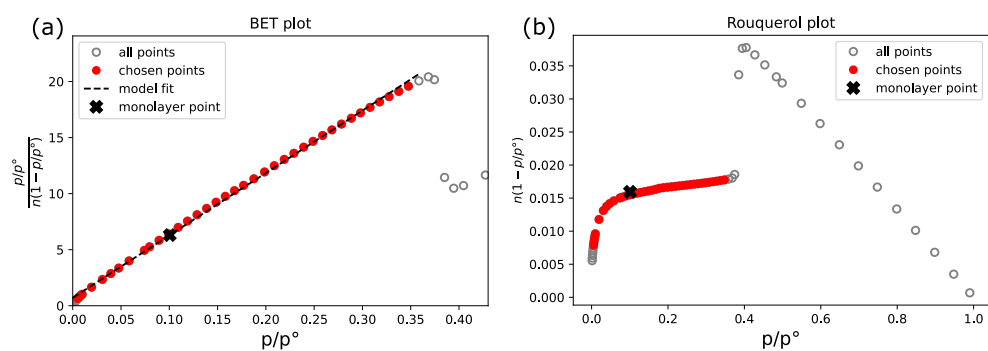 (a)
BET plot
all points
chosen points
model fit
monolayer point
20
15
10
5
0
p/p°
n(1 − p/p°)
0.00 0.05 0.10 0.15 0.20 0.25 0.30 0.35 0.40
p/p°
(b)
Rouquerol plot
all points
chosen points
monolayer point
0.035
0.030
0.025
0.020
0.015
0.010
0.005
0.000
n(1 − p/p°)
0.0 0.2 0.4 0.6 0.8 1.0
p/p°